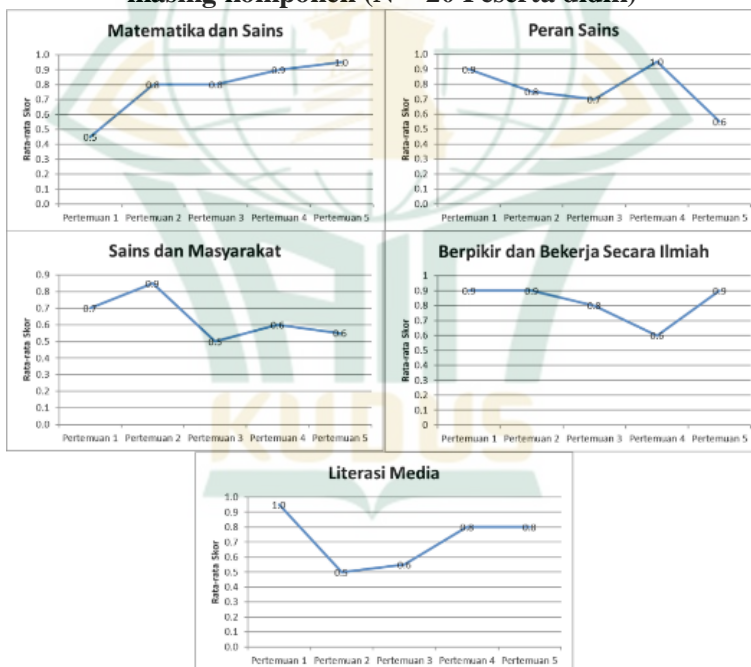 masing komponen (N = 20 Peserta didik)
Matematika dan Sains
Rata-rata Skor
1.0
0.9
0.8
0.7
0.6
0.5
0.4
0.3
0.2
0.1
0.0
0.5 0.8 0.8 0.9 1.0
Pertemuan 1 Pertemuan 2 Pertemuan 3 Pertemuan 4 Pertemuan 5
Peran Sains
Rata-rata Skor
1.0
0.9
0.8
0.7
0.6
0.5
0.4
0.3
0.2
0.1
0.0
0.9 0.8 0.7 1.0 0.6
Pertemuan 1 Pertemuan 2 Pertemuan 3 Pertemuan 4 Pertemuan 5
Sains dan Masyarakat
Rata-rata Skor
0.9
0.8
0.7
0.6
0.5
0.4
0.3
0.2
0.1
0.0
0.7 0.9 0.5 0.6 0.6
Pertemuan 1 Pertemuan 2 Pertemuan 3 Pertemuan 4 Pertemuan 5
Berpikir dan Bekerja Secara Ilmiah
Rata-rata Skor
1
0.9
0.8
0.7
0.6
0.5
0.4
0.3
0.2
0.1
0
0.9 0.9 0.8 0.6 0.9
Pertemuan 1 Pertemuan 2 Pertemuan 3 Pertemuan 4 Pertemuan 5
KUDUS
Literasi Media
Rata-rata Skor
1.0
0.9
0.8
0.7
0.6
0.5
0.4
0.3
0.2
0.1
0.0
1.0 0.5 0.6 0.8 0.8
Pertemuan 1 Pertemuan 2 Pertemuan 3 Pertemuan 4 Pertemuan 5